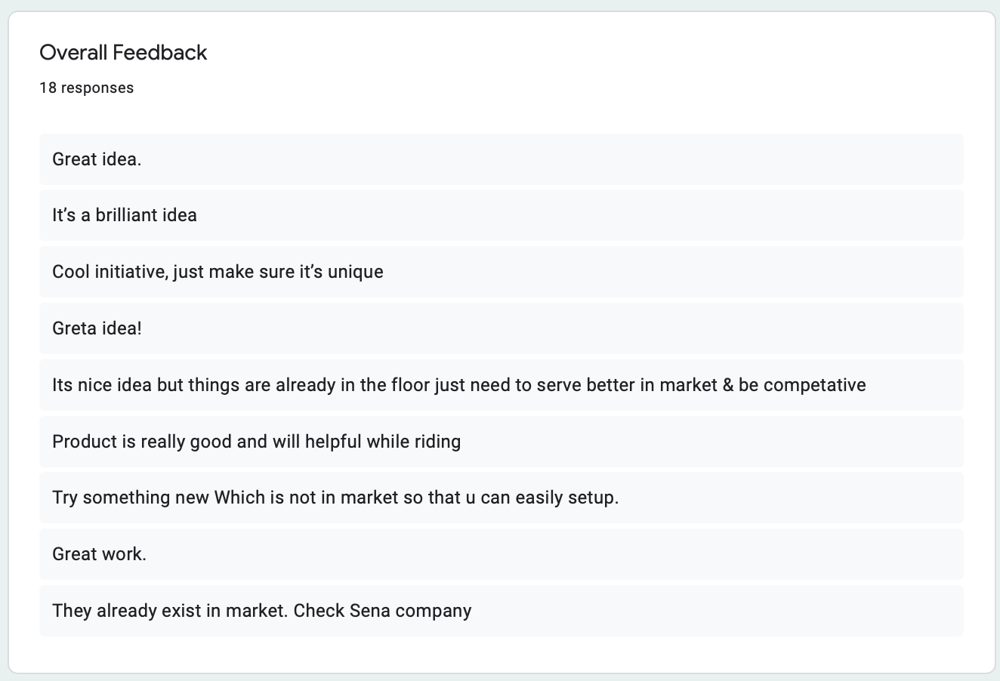 Overall Feedback
18 responses
Great idea.
It’s a brilliant idea
Cool initiative, just make sure it’s unique
Greta idea!
Its nice idea but things are already in the floor just need to serve better in market & be competative
Product is really good and will helpful while riding
Try something new Which is not in market so that u can easily setup.
Great work.
They already exist in market. Check Sena company